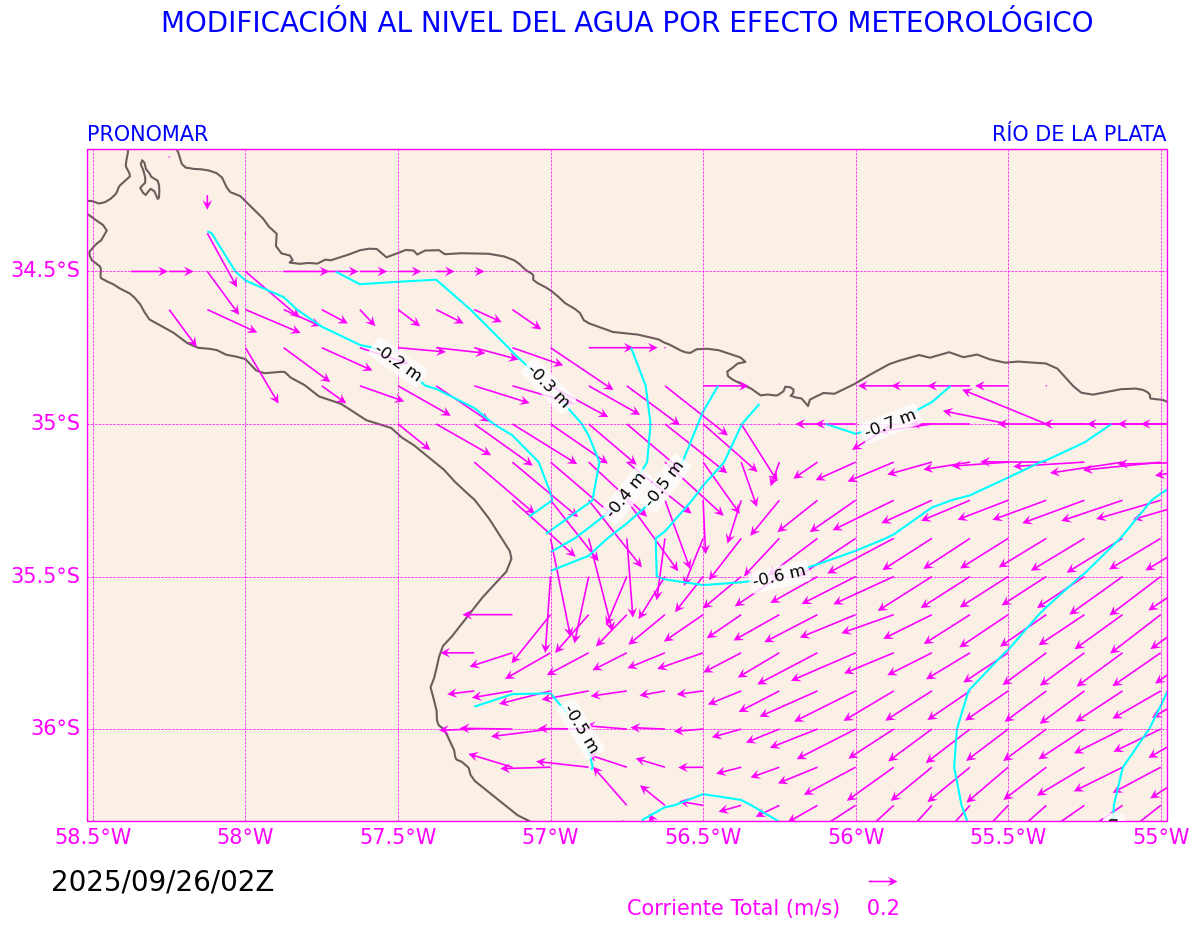 MODIFICACIÓN AL NIVEL DEL AGUA POR EFECTO METEOROLÓGICO
PRONOMAR
RÍO DE LA PLATA
34.5°S
35°S
35.5°S
36°S
-0.2 m
-0.3 m
-0.4 m
-0.5 m
-0.7 m
-0.6 m
-0.5 m
58.5°W
58°W
57.5°W
57°W
56.5°W
56°W
55.5°W
55°W
2025/09/26/02Z
Corriente Total (m/s)
0.2